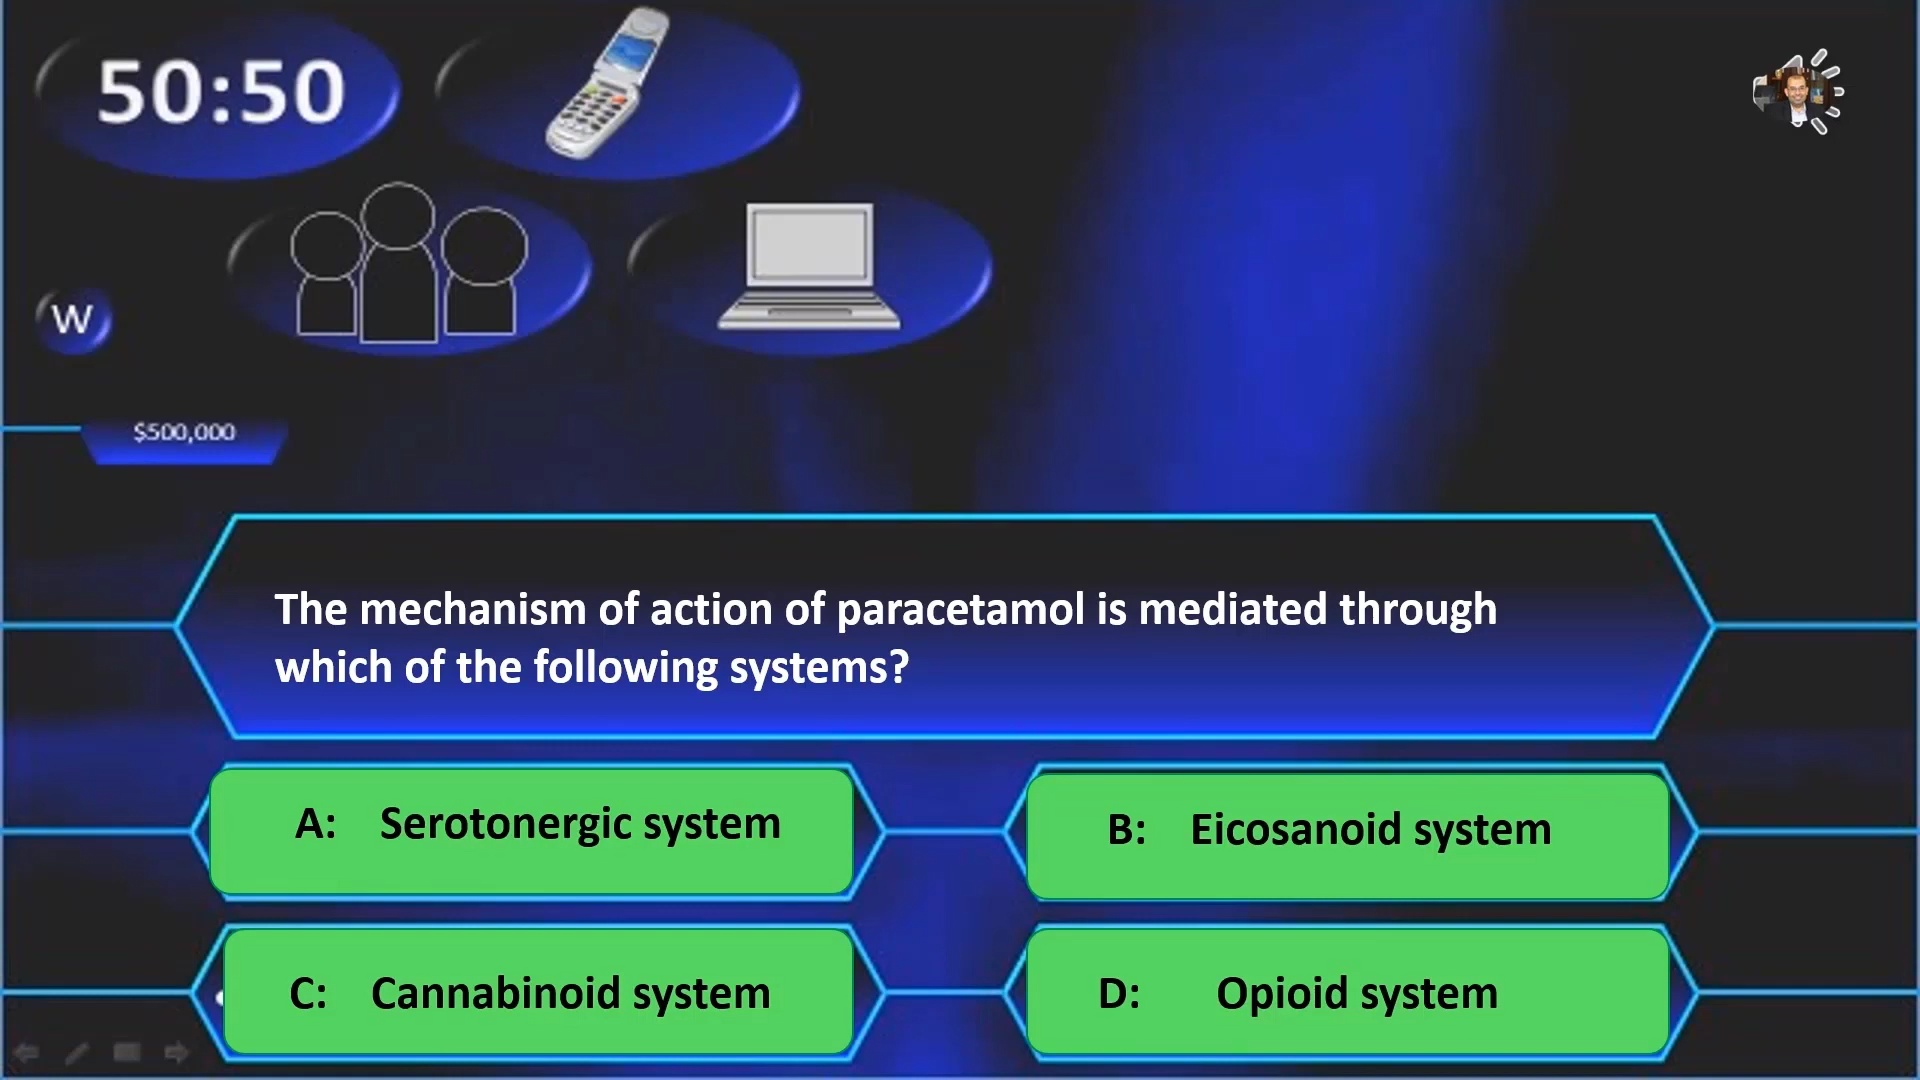 50:50
W
$500,000
The mechanism of action of paracetamol is mediated through
which of the following systems?
A: Serotonergic system
B: Eicosanoid system
C: Cannabinoid system
D: Opioid system